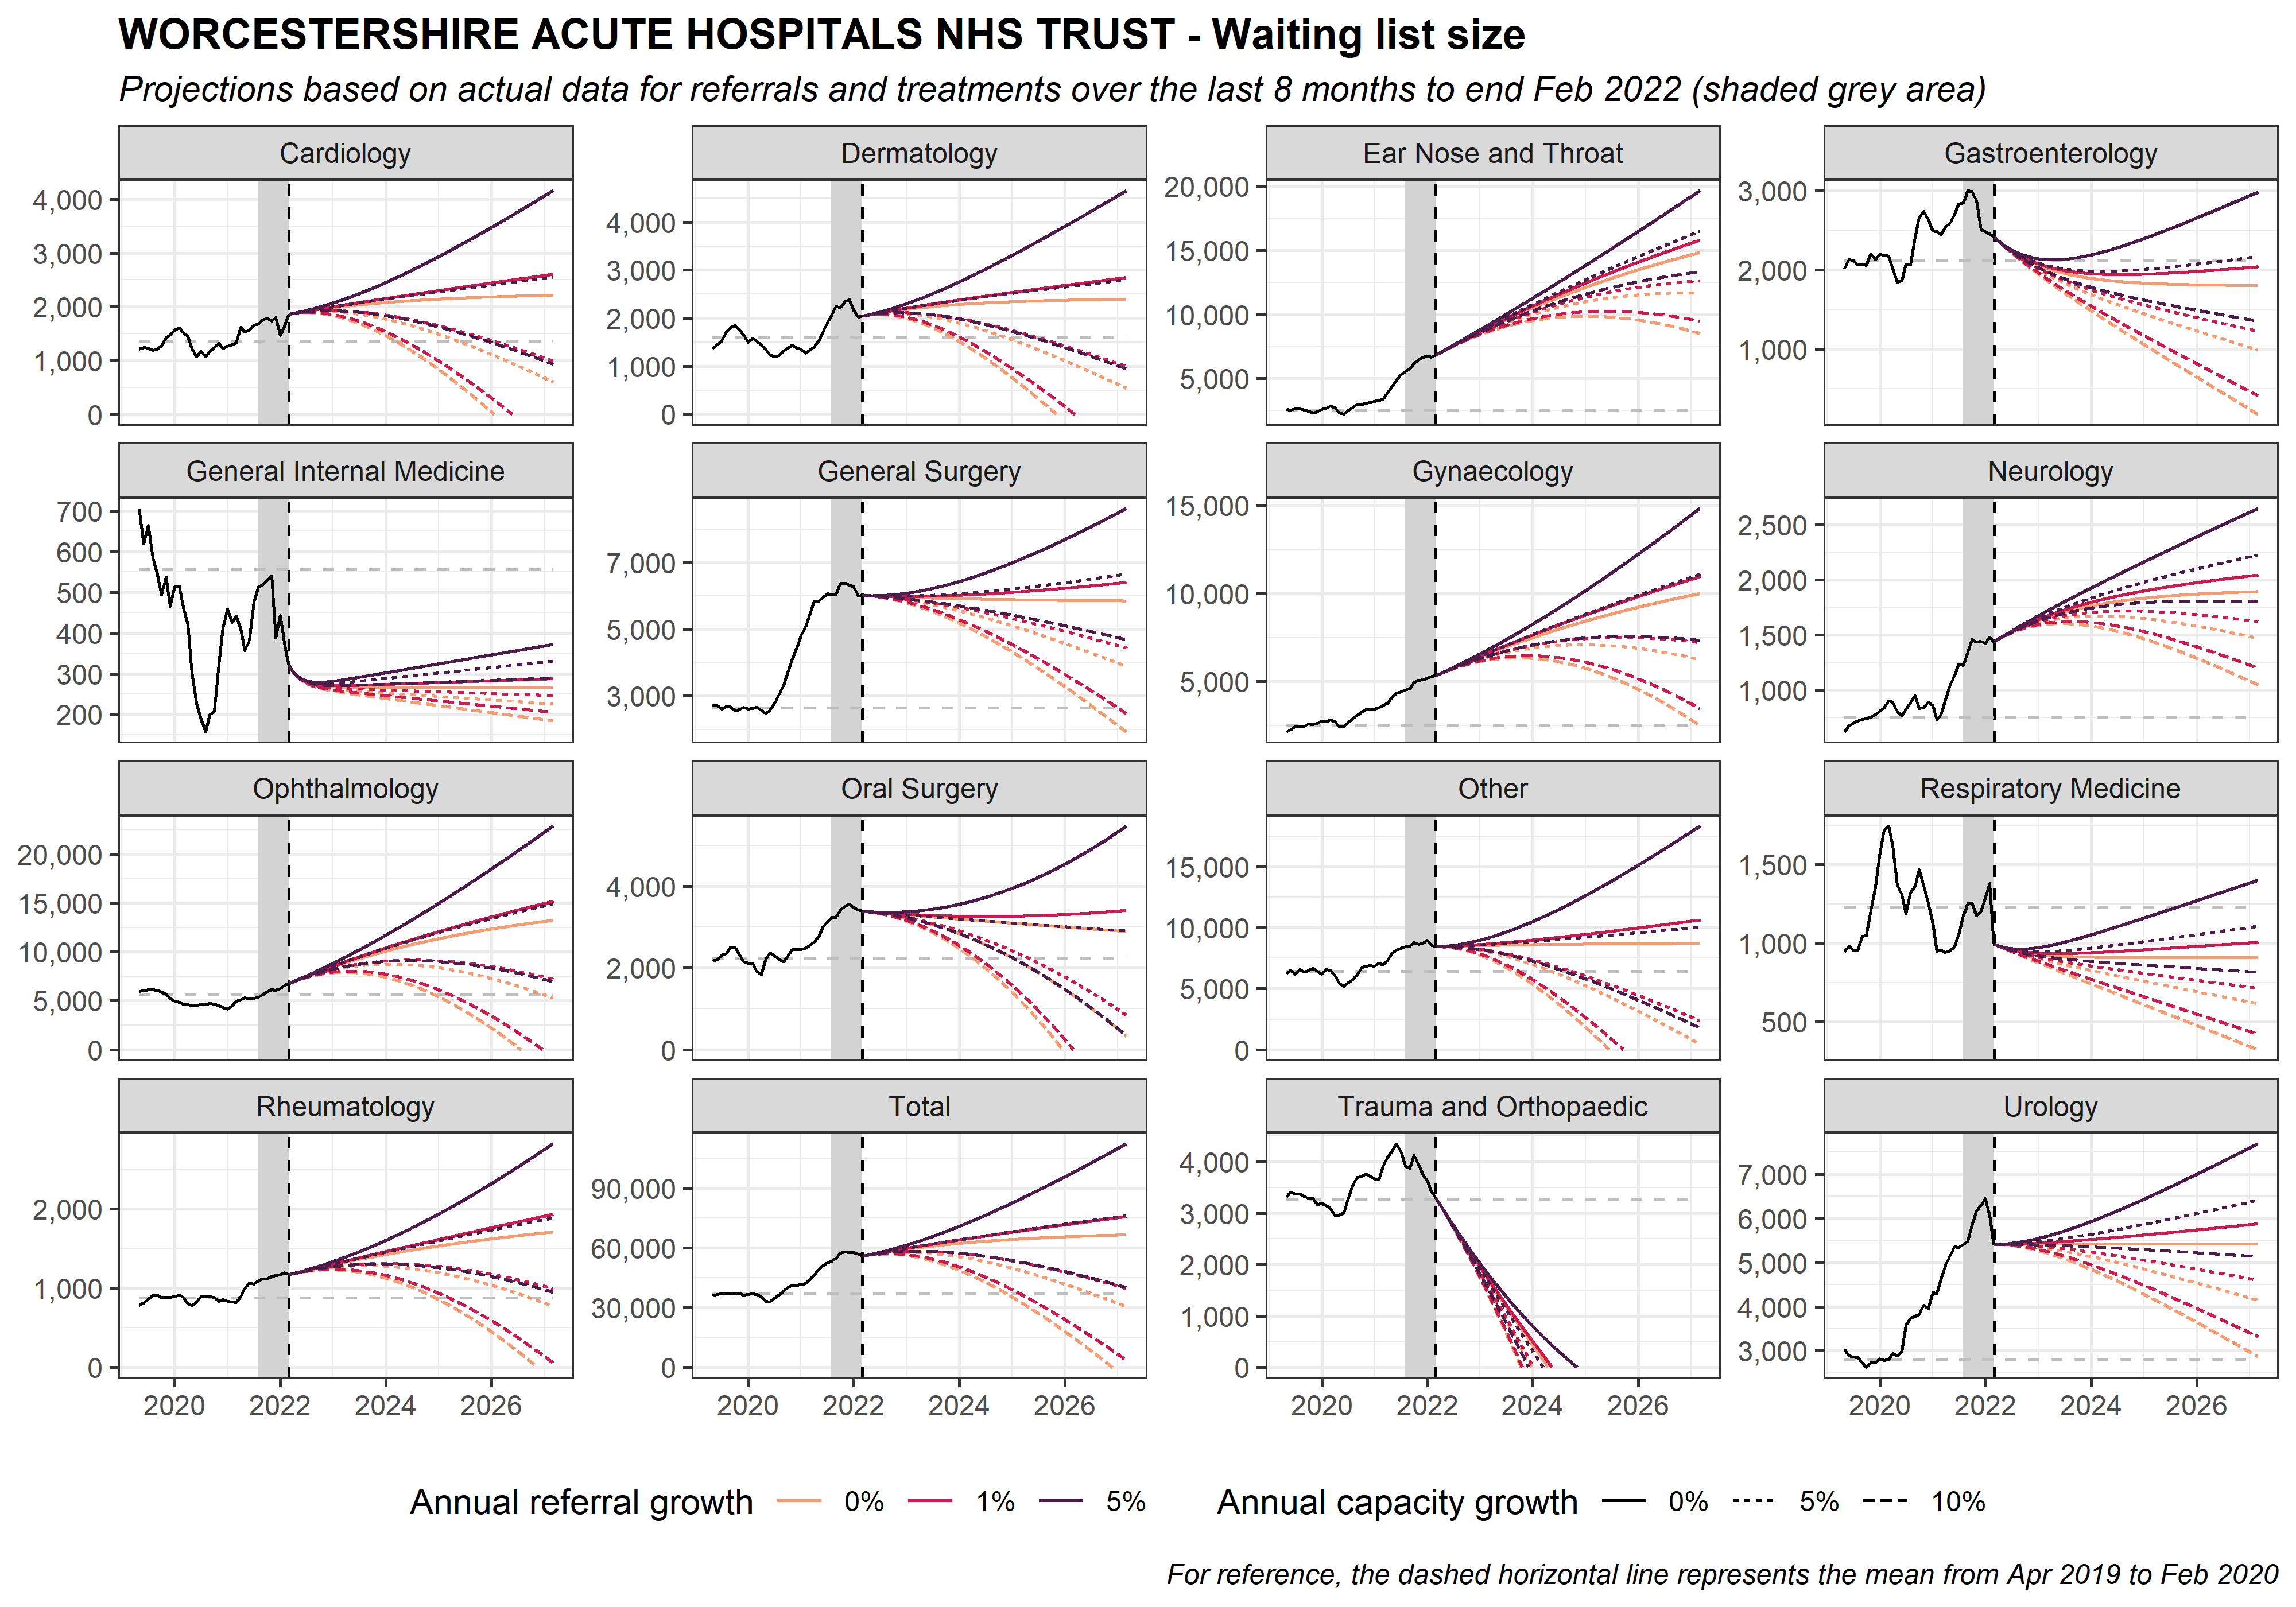 WORCESTERSHIRE ACUTE HOSPITALS NHS TRUST - Waiting list size
Projections based on actual data for referrals and treatments over the last 8 months to end Feb 2022 (shaded grey area)
Cardiology
4,000
3,000
2,000
1,000
0
Dermatology
4,000
3,000
2,000
1,000
0
Ear Nose and Throat
20,000
15,000
10,000
5,000
Gastroenterology
3,000
2,000
1,000
General Internal Medicine
700
600
500
400
300
200
General Surgery
7,000
5,000
3,000
Gynaecology
15,000
10,000
5,000
Neurology
2,500
2,000
1,500
1,000
Ophthalmology
20,000
15,000
10,000
5,000
0
Oral Surgery
4,000
2,000
0
Other
15,000
10,000
5,000
0
Respiratory Medicine
1,500
1,000
500
Rheumatology
2,000
1,000
0
2020 2022 2024 2026
Total
90,000
60,000
30,000
0
2020 2022 2024 2026
Trauma and Orthopaedic
4,000
3,000
2,000
1,000
0
2020 2022 2024 2026
Urology
7,000
6,000
5,000
4,000
3,000
2020 2022 2024 2026
Annual referral growth 0% 1% 5%
Annual capacity growth 0% 5% 10%
For reference, the dashed horizontal line represents the mean from Apr 2019 to Feb 2020